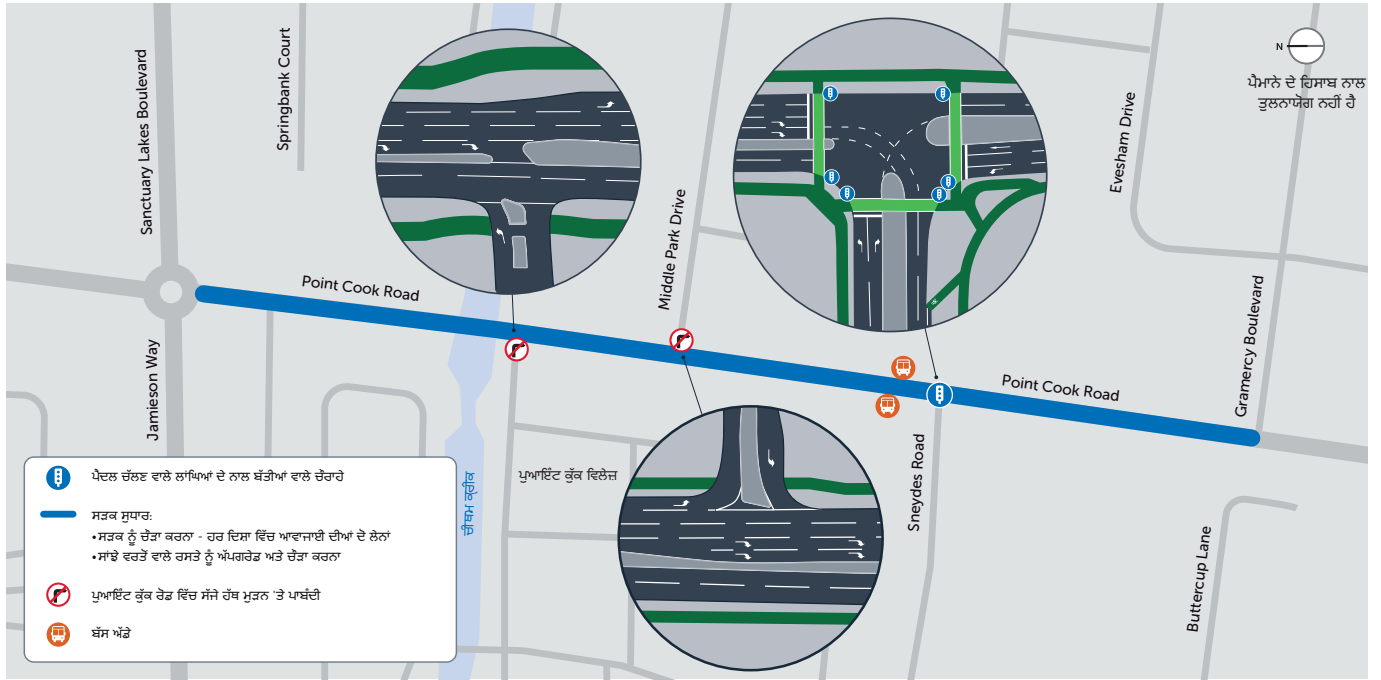 N
ਪੈਮਾਨੇ ਦੇ ਹਿਸਾਬ ਨਾਲ
ਤੁਲਨਾਯੋਗ ਨਹੀਂ ਹੈ
Sanctuary Lakes Boulevard
Springbank Court
Middle Park Drive
Evesham Drive
Point Cook Road
Jamieson Way
Point Cook Road
Gramercy Boulevard
Sneydes Road
Buttercup Lane
ਪੁਆਇੰਟ ਕੁੱਕ ਵਿਲੇਜ਼
ਚੀਥਮ ਕ੍ਰੀਕ
ਪੈਦਲ ਚੱਲਣ ਵਾਲੇ ਲਾਂਘਿਆਂ ਦੇ ਨਾਲ ਬੱਤੀਆਂ ਵਾਲੇ ਚੌਰਾਹੇ
ਸੜਕ ਸੁਧਾਰ:
•ਸੜਕ ਨੂੰ ਚੌੜਾ ਕਰਨਾ - ਹਰ ਦਿਸ਼ਾ ਵਿੱਚ ਆਵਾਜਾਈ ਦੀਆਂ ਦੋ ਲੇਨਾਂ
•ਸਾਂਝੇ ਵਰਤੋਂ ਵਾਲੇ ਰਸਤੇ ਨੂੰ ਅੱਪਗਰੇਡ ਅਤੇ ਚੌੜਾ ਕਰਨਾ
ਪੁਆਇੰਟ ਕੁੱਕ ਰੋਡ ਵਿੱਚ ਸੱਜੇ ਹੱਥ ਮੁੜਨ 'ਤੇ ਪਾਬੰਦੀ
ਬੱਸ ਅੱਡੇ